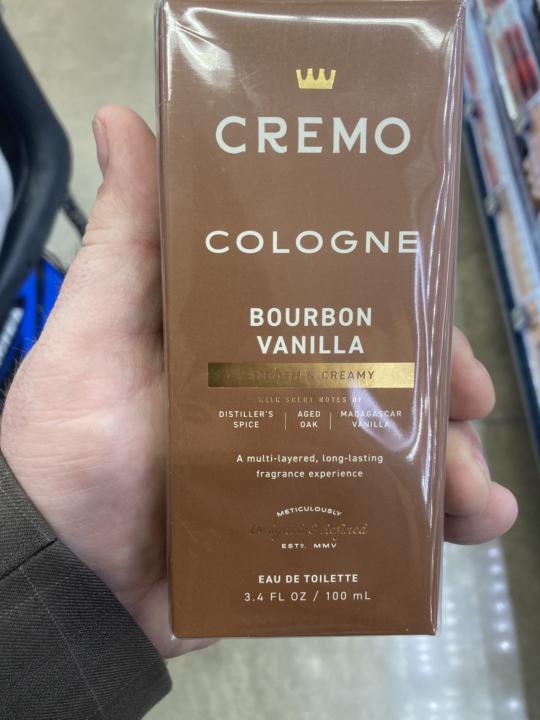 CREMO
COLOGNE
BOURBON
VANILLA
SMOOTH & CREAMY
WITH SCENT NOTES OF
DISTILLER'S SPICE
AGED OAK
MADAGASCAR VANILLA
A multi-layered, long-lasting
fragrance experience
METICULOUSLY
Designed & Refined
ESTD. MMV
EAU DE TOILETTE
3.4 FL OZ / 100 mL